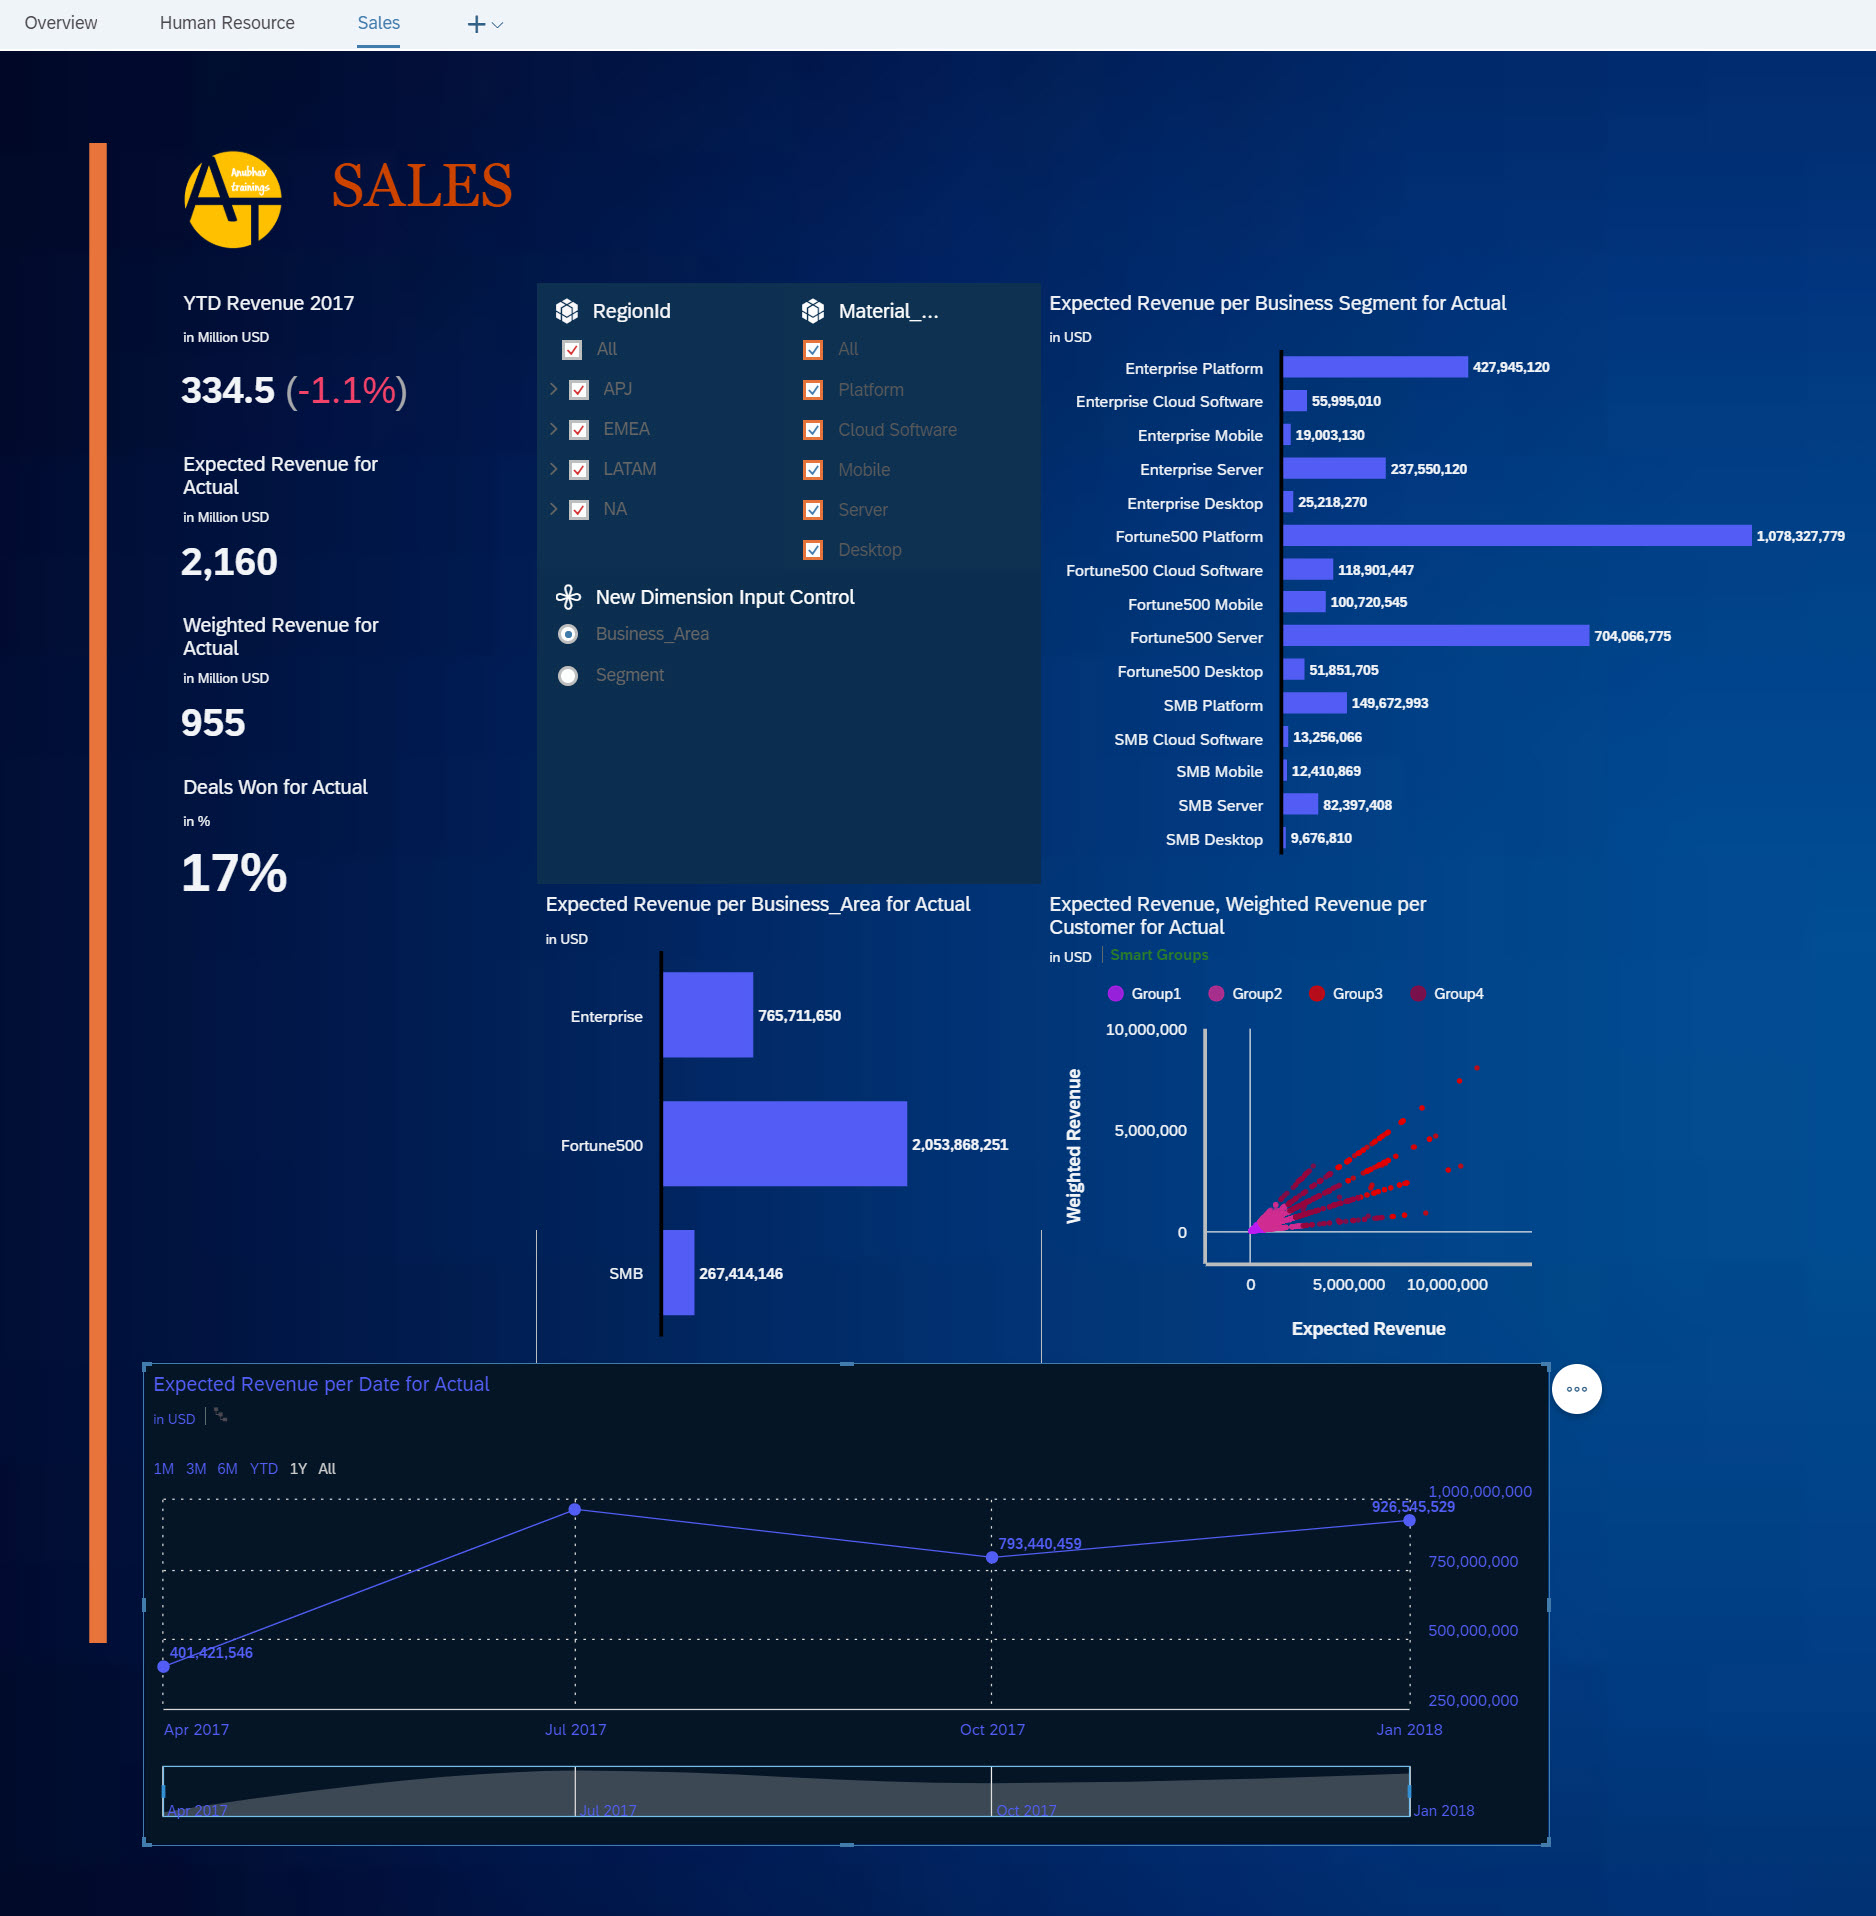 Overview
Human Resource
Sales
Anubhav
trainings
AT
SALES
YTD Revenue 2017
in Million USD
334.5 (-1.1%)
Expected Revenue for
Actual
in Million USD
2,160
Weighted Revenue for
Actual
in Million USD
955
Deals Won for Actual
in %
17%
RegionId
All
APJ
EMEA
LATAM
NA
Material_...
All
Platform
Cloud Software
Mobile
Server
Desktop
New Dimension Input Control
Business_Area
Segment
Expected Revenue per Business Segment for Actual
in USD
Enterprise Platform 427,945,120
Enterprise Cloud Software 55,995,010
Enterprise Mobile 19,003,130
Enterprise Server 237,550,120
Enterprise Desktop 25,218,270
Fortune500 Platform 1,078,327,779
Fortune500 Cloud Software 118,901,447
Fortune500 Mobile 100,720,545
Fortune500 Server 704,066,775
Fortune500 Desktop 51,851,705
SMB Platform 149,672,993
SMB Cloud Software 13,256,066
SMB Mobile 12,410,869
SMB Server 82,397,408
SMB Desktop 9,676,810
Expected Revenue per Business_Area for Actual
in USD
Enterprise 765,711,650
Fortune500 2,053,868,251
SMB 267,414,146
Expected Revenue, Weighted Revenue per
Customer for Actual
in USD Smart Groups
Group1 Group2 Group3 Group4
10,000,000
5,000,000
0
Weighted Revenue
0 5,000,000 10,000,000
Expected Revenue
Expected Revenue per Date for Actual
in USD
1M 3M 6M YTD 1Y All
1,000,000,000
926,545,529
793,440,459
750,000,000
500,000,000
401,421,546
250,000,000
Apr 2017 Jul 2017 Oct 2017 Jan 2018
Apr 2017 Jul 2017 Oct 2017 Jan 2018